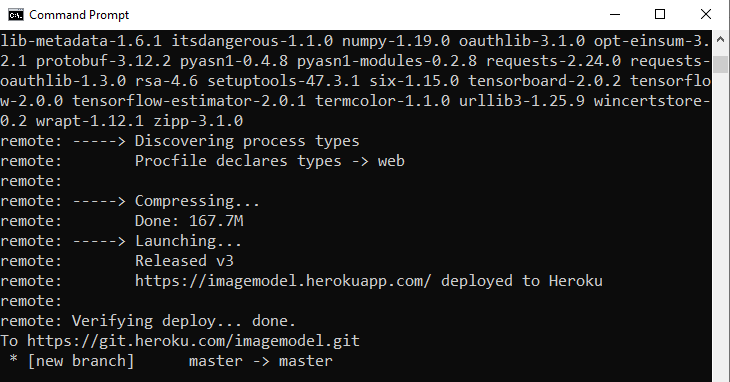 Command Prompt
lib-metadata-1.6.1 itsdangerous-1.1.0 numpy-1.19.0 oauthlib-3.1.0 opt-einsum-3.
2.1 protobuf-3.12.2 pyasn1-0.4.8 pyasn1-modules-0.2.8 requests-2.24.0 requests-
oauthlib-1.3.0 rsa-4.6 setuptools-47.3.1 six-1.15.0 tensorboard-2.0.2 tensorflo
w-2.0.0 tensorflow-estimator-2.0.1 termcolor-1.1.0 urllib3-1.25.9 wincertstore-
0.2 wrapt-1.12.1 zipp-3.1.0
remote: -----> Discovering process types
remote:        Procfile declares types -> web
remote:
remote: -----> Compressing...
remote:        Done: 167.7M
remote: -----> Launching...
remote:        Released v3
remote:        https://imagemodel.herokuapp.com/ deployed to Heroku
remote:
remote: Verifying deploy... done.
To https://git.heroku.com/imagemodel.git
 * [new branch]      master -> master